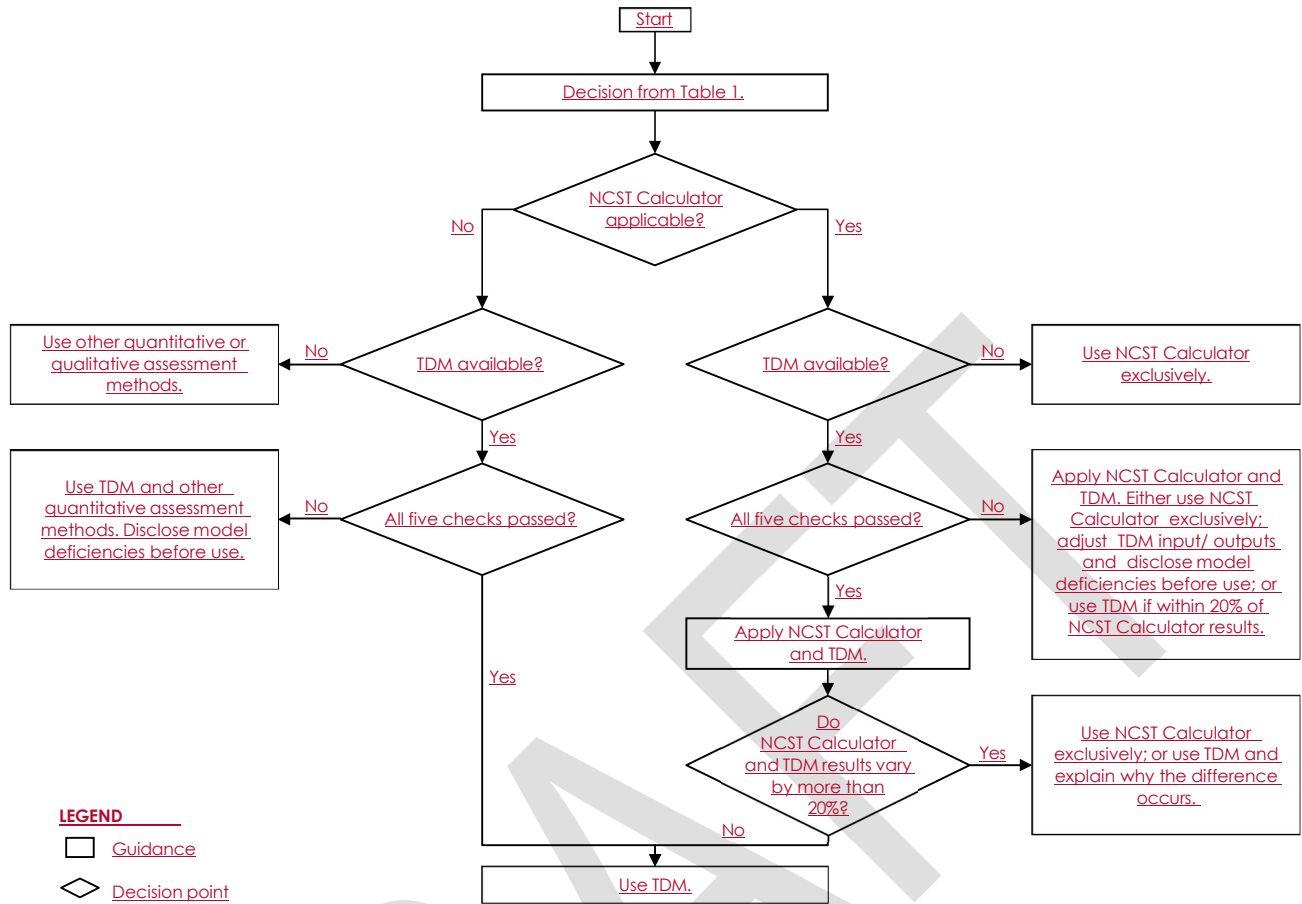 Start
Decision from Table 1.
NCST Calculator
applicable?
No
Yes
Use other quantitative or
qualitative assessment
methods.
No
TDM available?
TDM available?
No
Use NCST Calculator
exclusively.
Yes
Yes
Use TDM and other
quantitative assessment
methods. Disclose model
deficiencies before use.
No
All five checks passed?
All five checks passed?
No
Apply NCST Calculator and
TDM. Either use NCST
Calculator exclusively;
adjust TDM input/ outputs
and disclose model
deficiencies before use; or
use TDM if within 20% of
NCST Calculator results.
Yes
Apply NCST Calculator
and TDM.
Yes
Do
NCST Calculator
and TDM results vary
by more than
20%?
Yes
Use NCST Calculator
exclusively; or use TDM and
explain why the difference
occurs.
No
Use TDM.
LEGEND
Guidance
Decision point
DRAFT